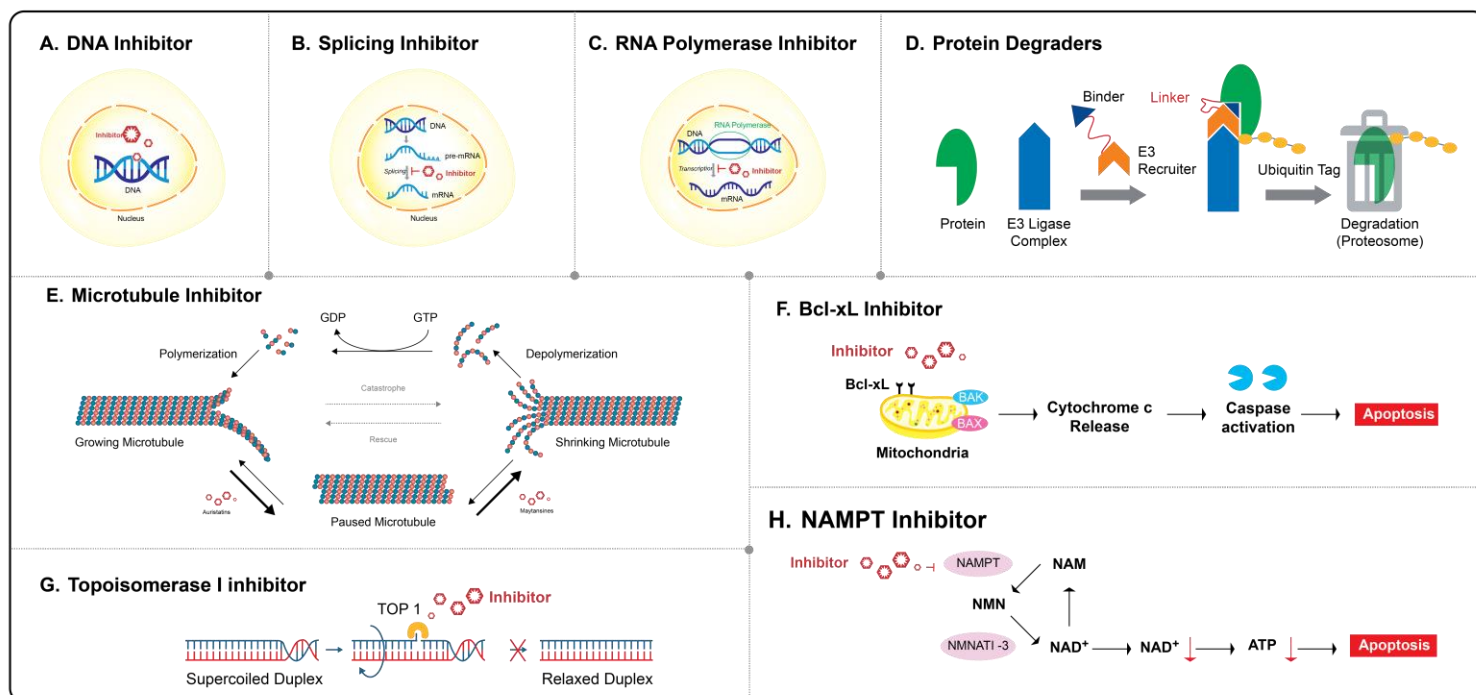 A. DNA Inhibitor
Inhibitor
DNA
Nucleus
B. Splicing Inhibitor
DNA
pre-mRNA
Splicing
Inhibitor
mRNA
Nucleus
C. RNA Polymerase Inhibitor
RNA Polymerase
DNA
Transcription
Inhibitor
mRNA
Nucleus
D. Protein Degraders
Binder
Linker
E3
Recruiter
Ubiquitin Tag
Protein
E3 Ligase
Complex
Degradation
(Proteosome)
E. Microtubule Inhibitor
GDP
GTP
Polymerization
Depolymerization
Catastrophe
Rescue
Growing Microtubule
Shrinking Microtubule
Auristatins
Maytansines
Paused Microtubule
F. Bcl-xL Inhibitor
Inhibitor
Bcl-xL
BAK
BAX
Mitochondria
Cytochrome c
Release
Caspase
activation
Apoptosis
G. Topoisomerase I inhibitor
TOP 1
Inhibitor
Supercoiled Duplex
Relaxed Duplex
H. NAMPT Inhibitor
Inhibitor
NAMPT
NAM
NMN
NMNATI -3
NAD⁺
NAD⁺
ATP
Apoptosis